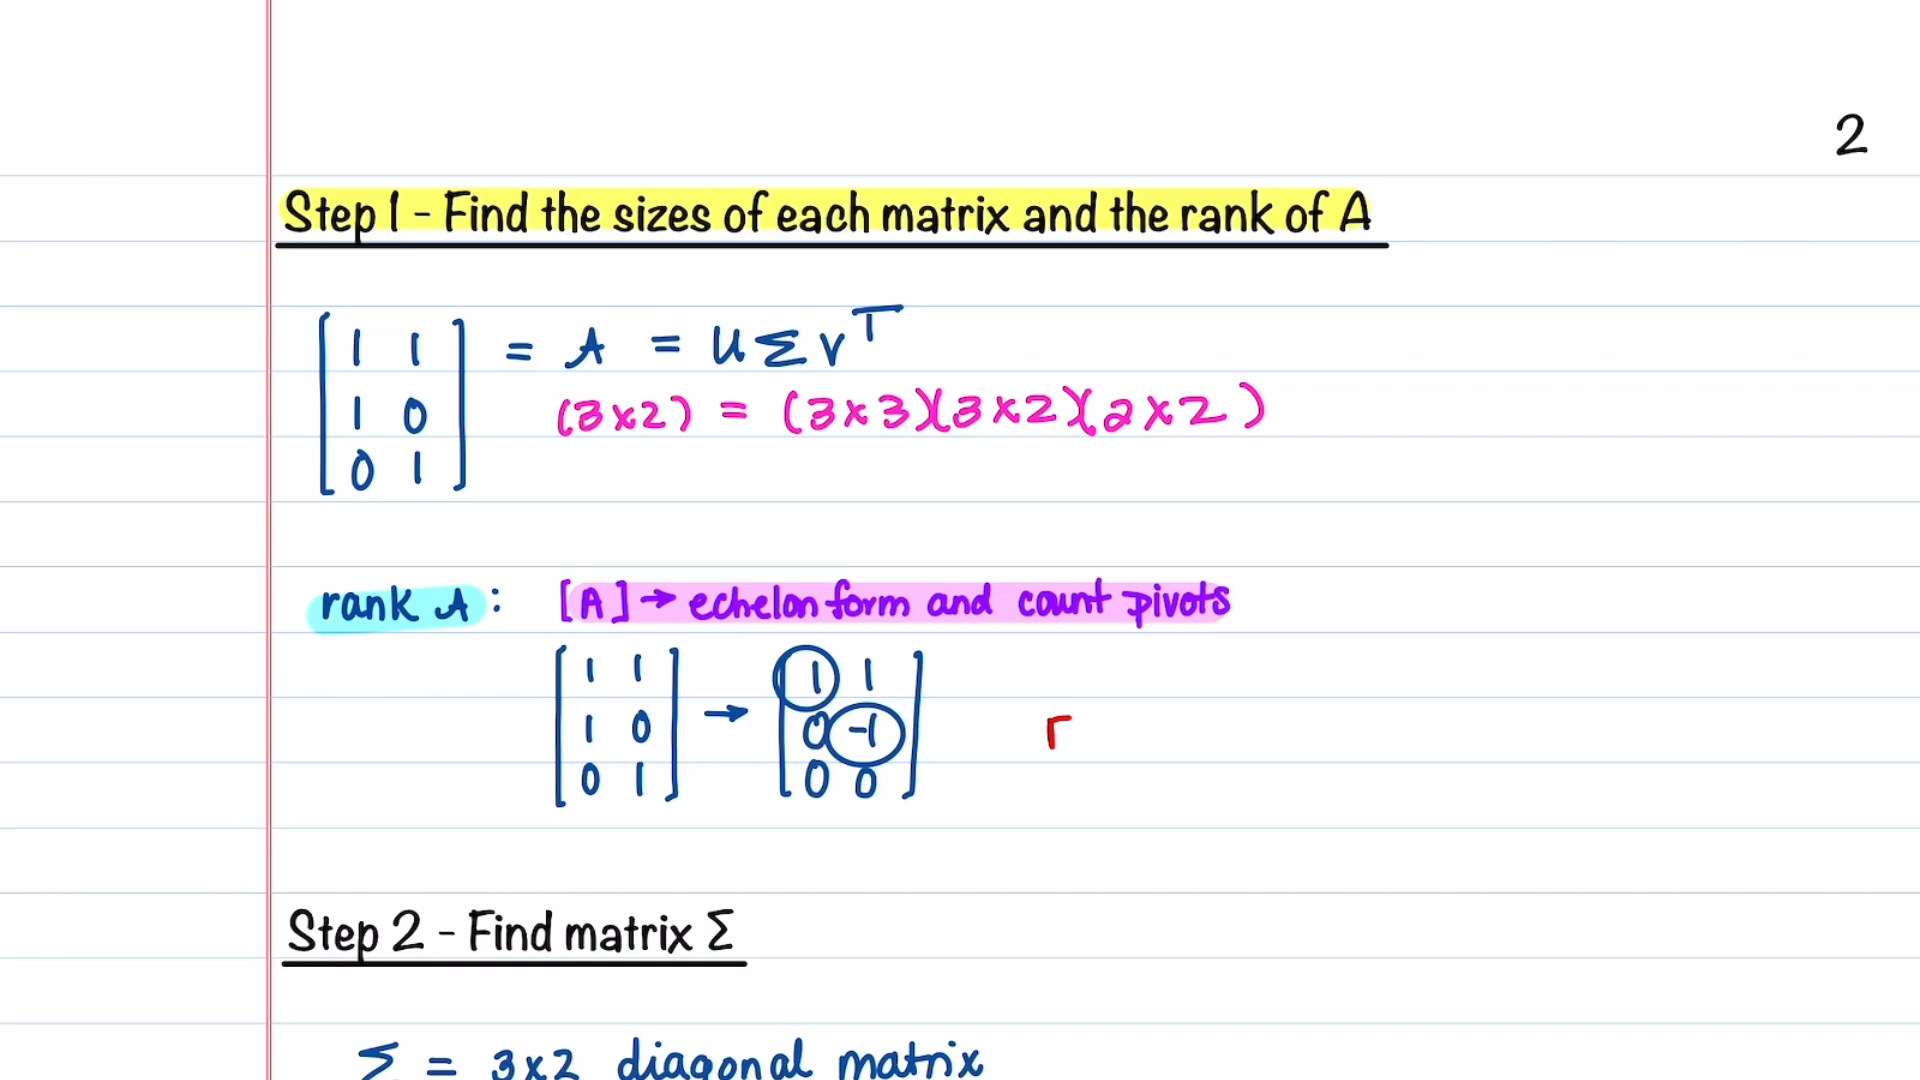 2
Step 1 - Find the sizes of each matrix and the rank of A
[1 1
1 0
0 1] = A = UΣV^T
(3x2) = (3x3)(3x2)(2x2)
rank A: [A] → echelon form and count pivots
[1 1
1 0
0 1] → [1 1
0 -1
0 0] r
Step 2 - Find matrix Σ
Σ = 3x2 diagonal matrix